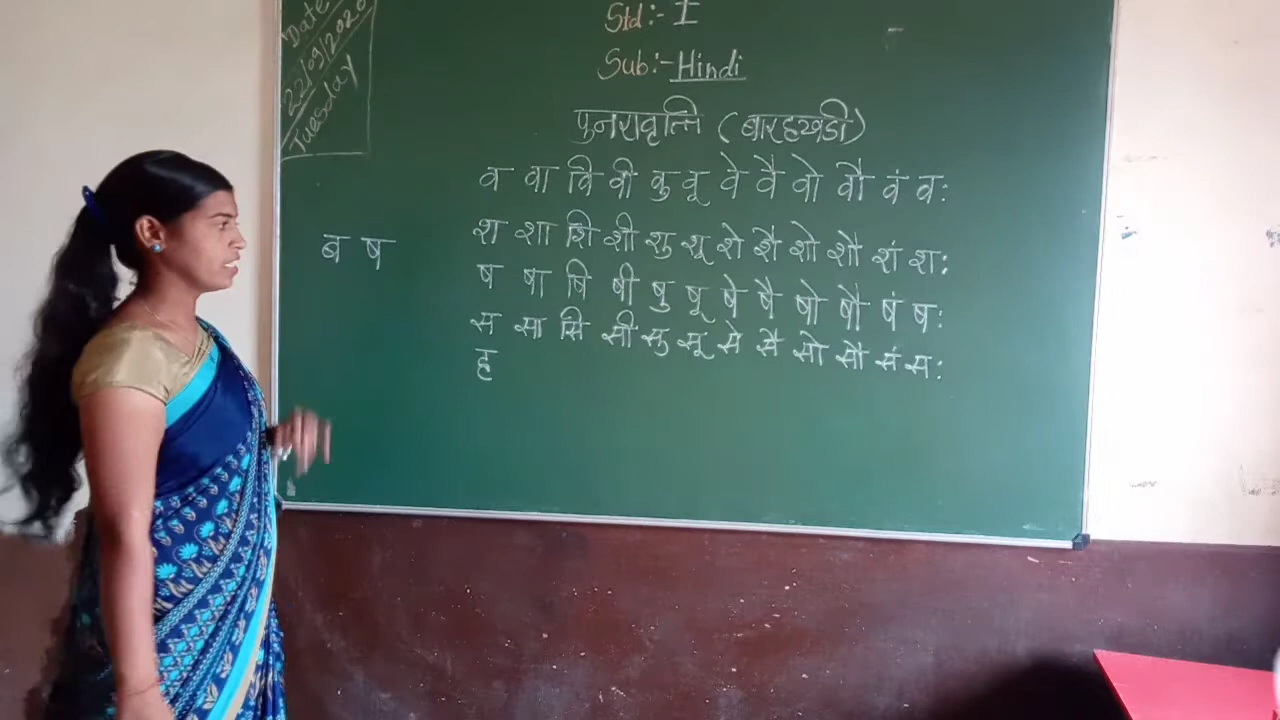 Date
22/09/2020
Tuesday
Std:- I
Sub:- Hindi
पुनरावृत्ति (बारहखडी)
व वा वि वी वु वू वे वै वो वौ वं वः
श शा शि शी शु शू शे शै शो शौ शं शः
ब ष
ष षा षि षी षु षू षे षै षो षौ षं षः
स सा सि सी सु सू से सै सो सौ सं सः
ह